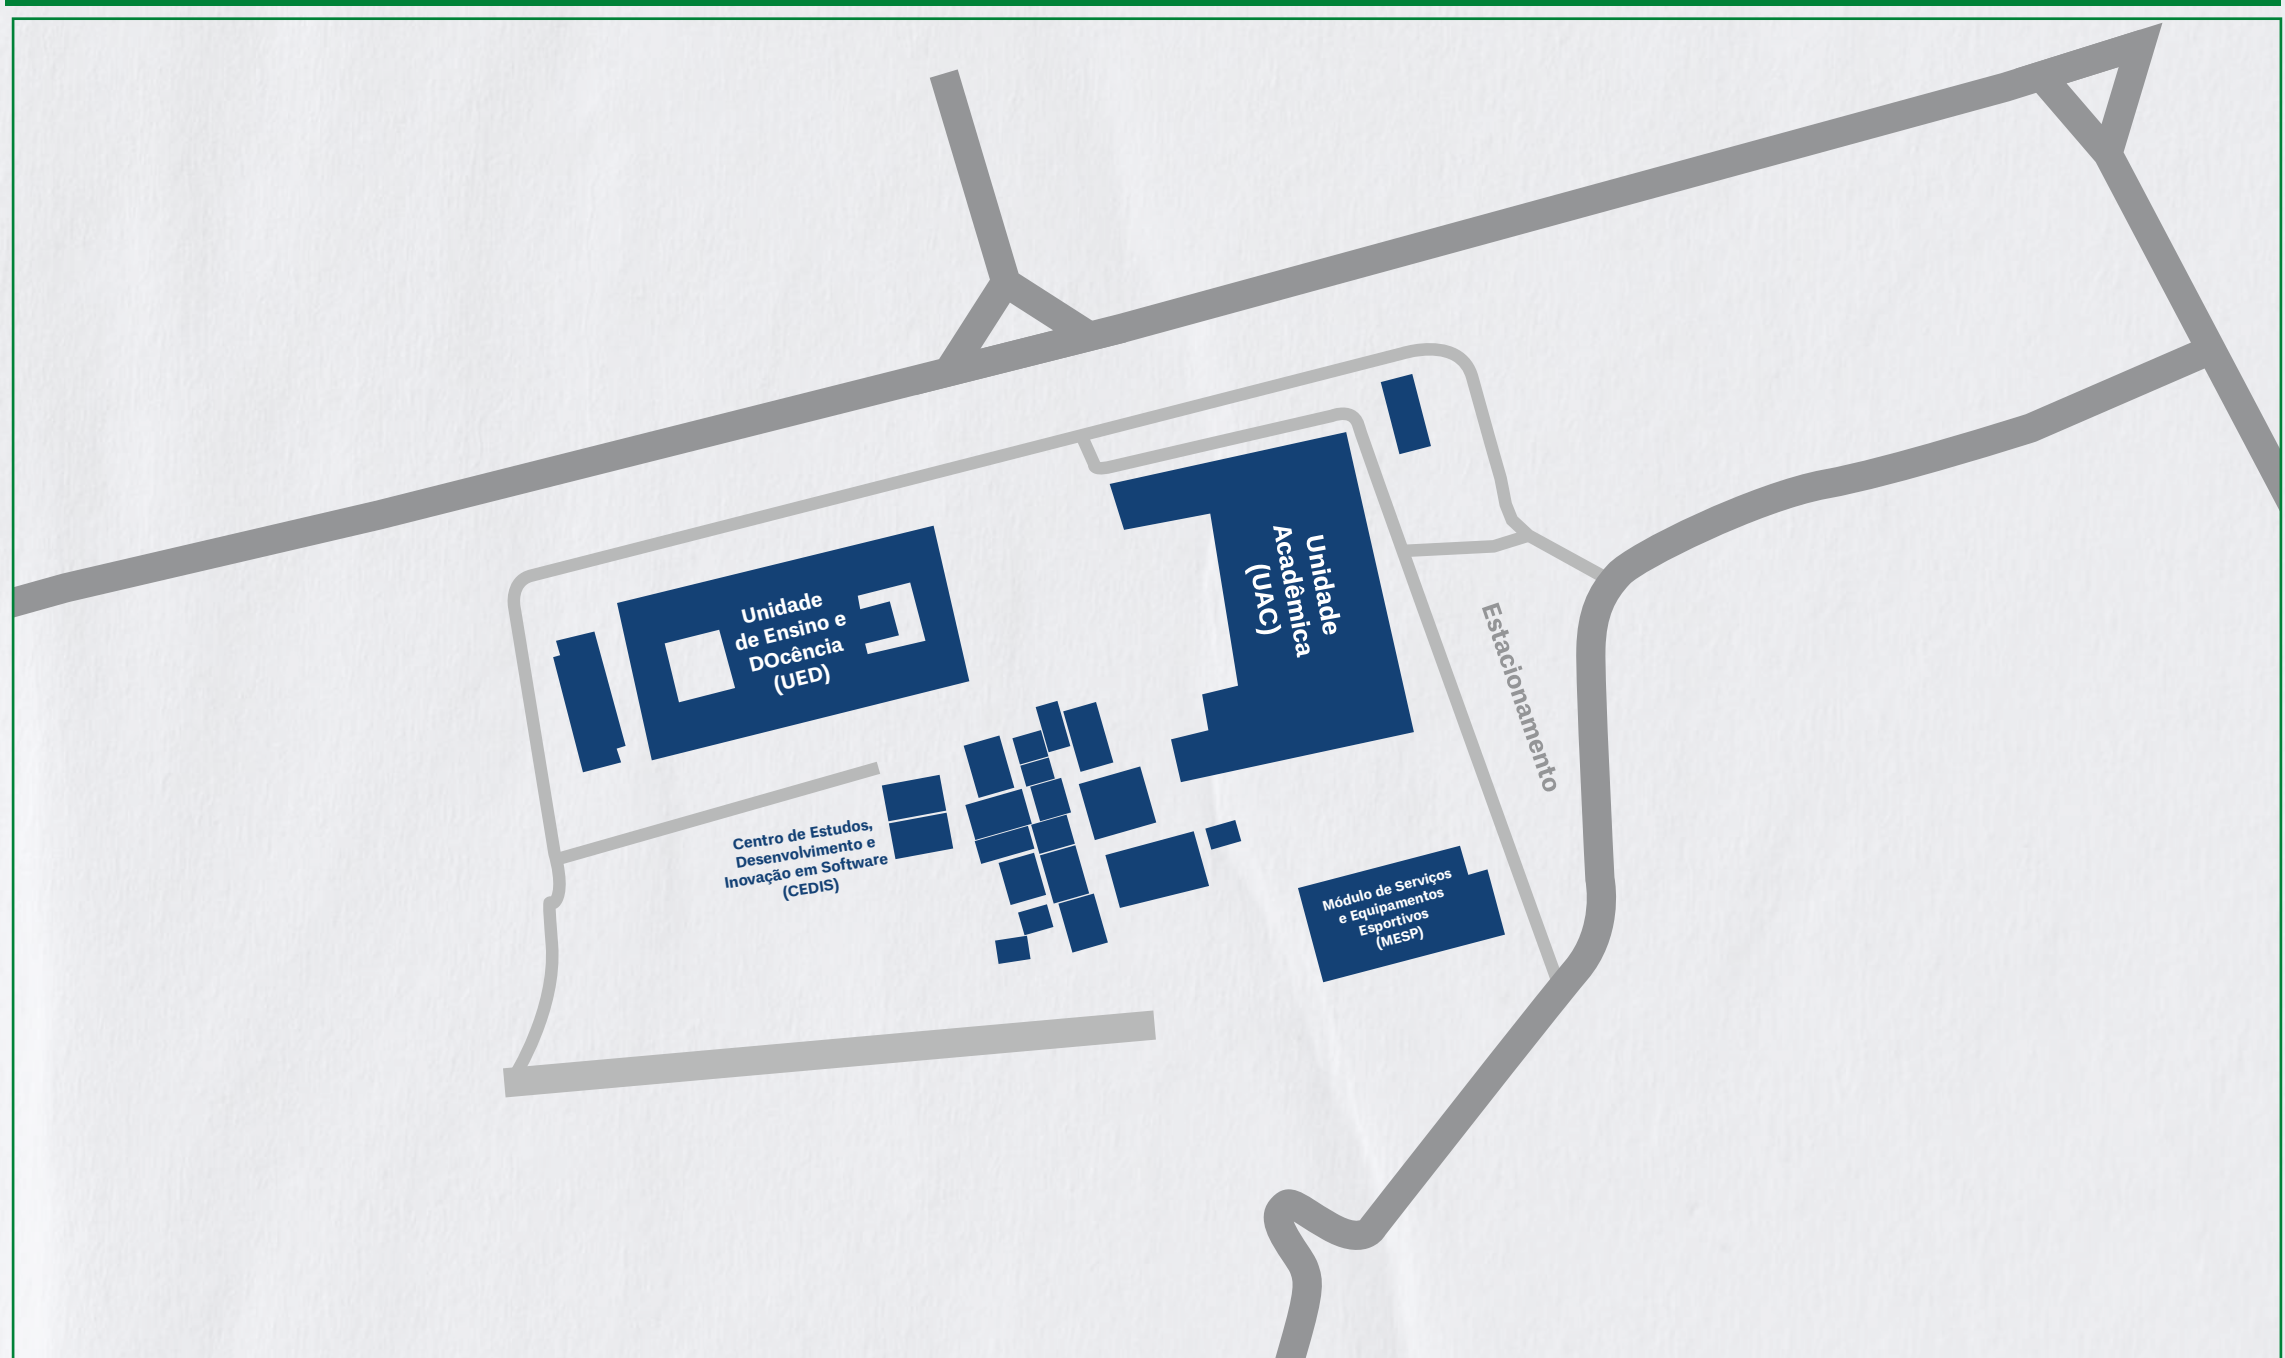 Unidade
de Ensino e
DOcência
(UED)
Unidade
Acadêmica
(UAC)
Estacionamento
Centro de Estudos,
Desenvolvimento e
Inovação em Software
(CEDIS)
Módulo de Serviços
e Equipamentos
Esportivos
(MESP)